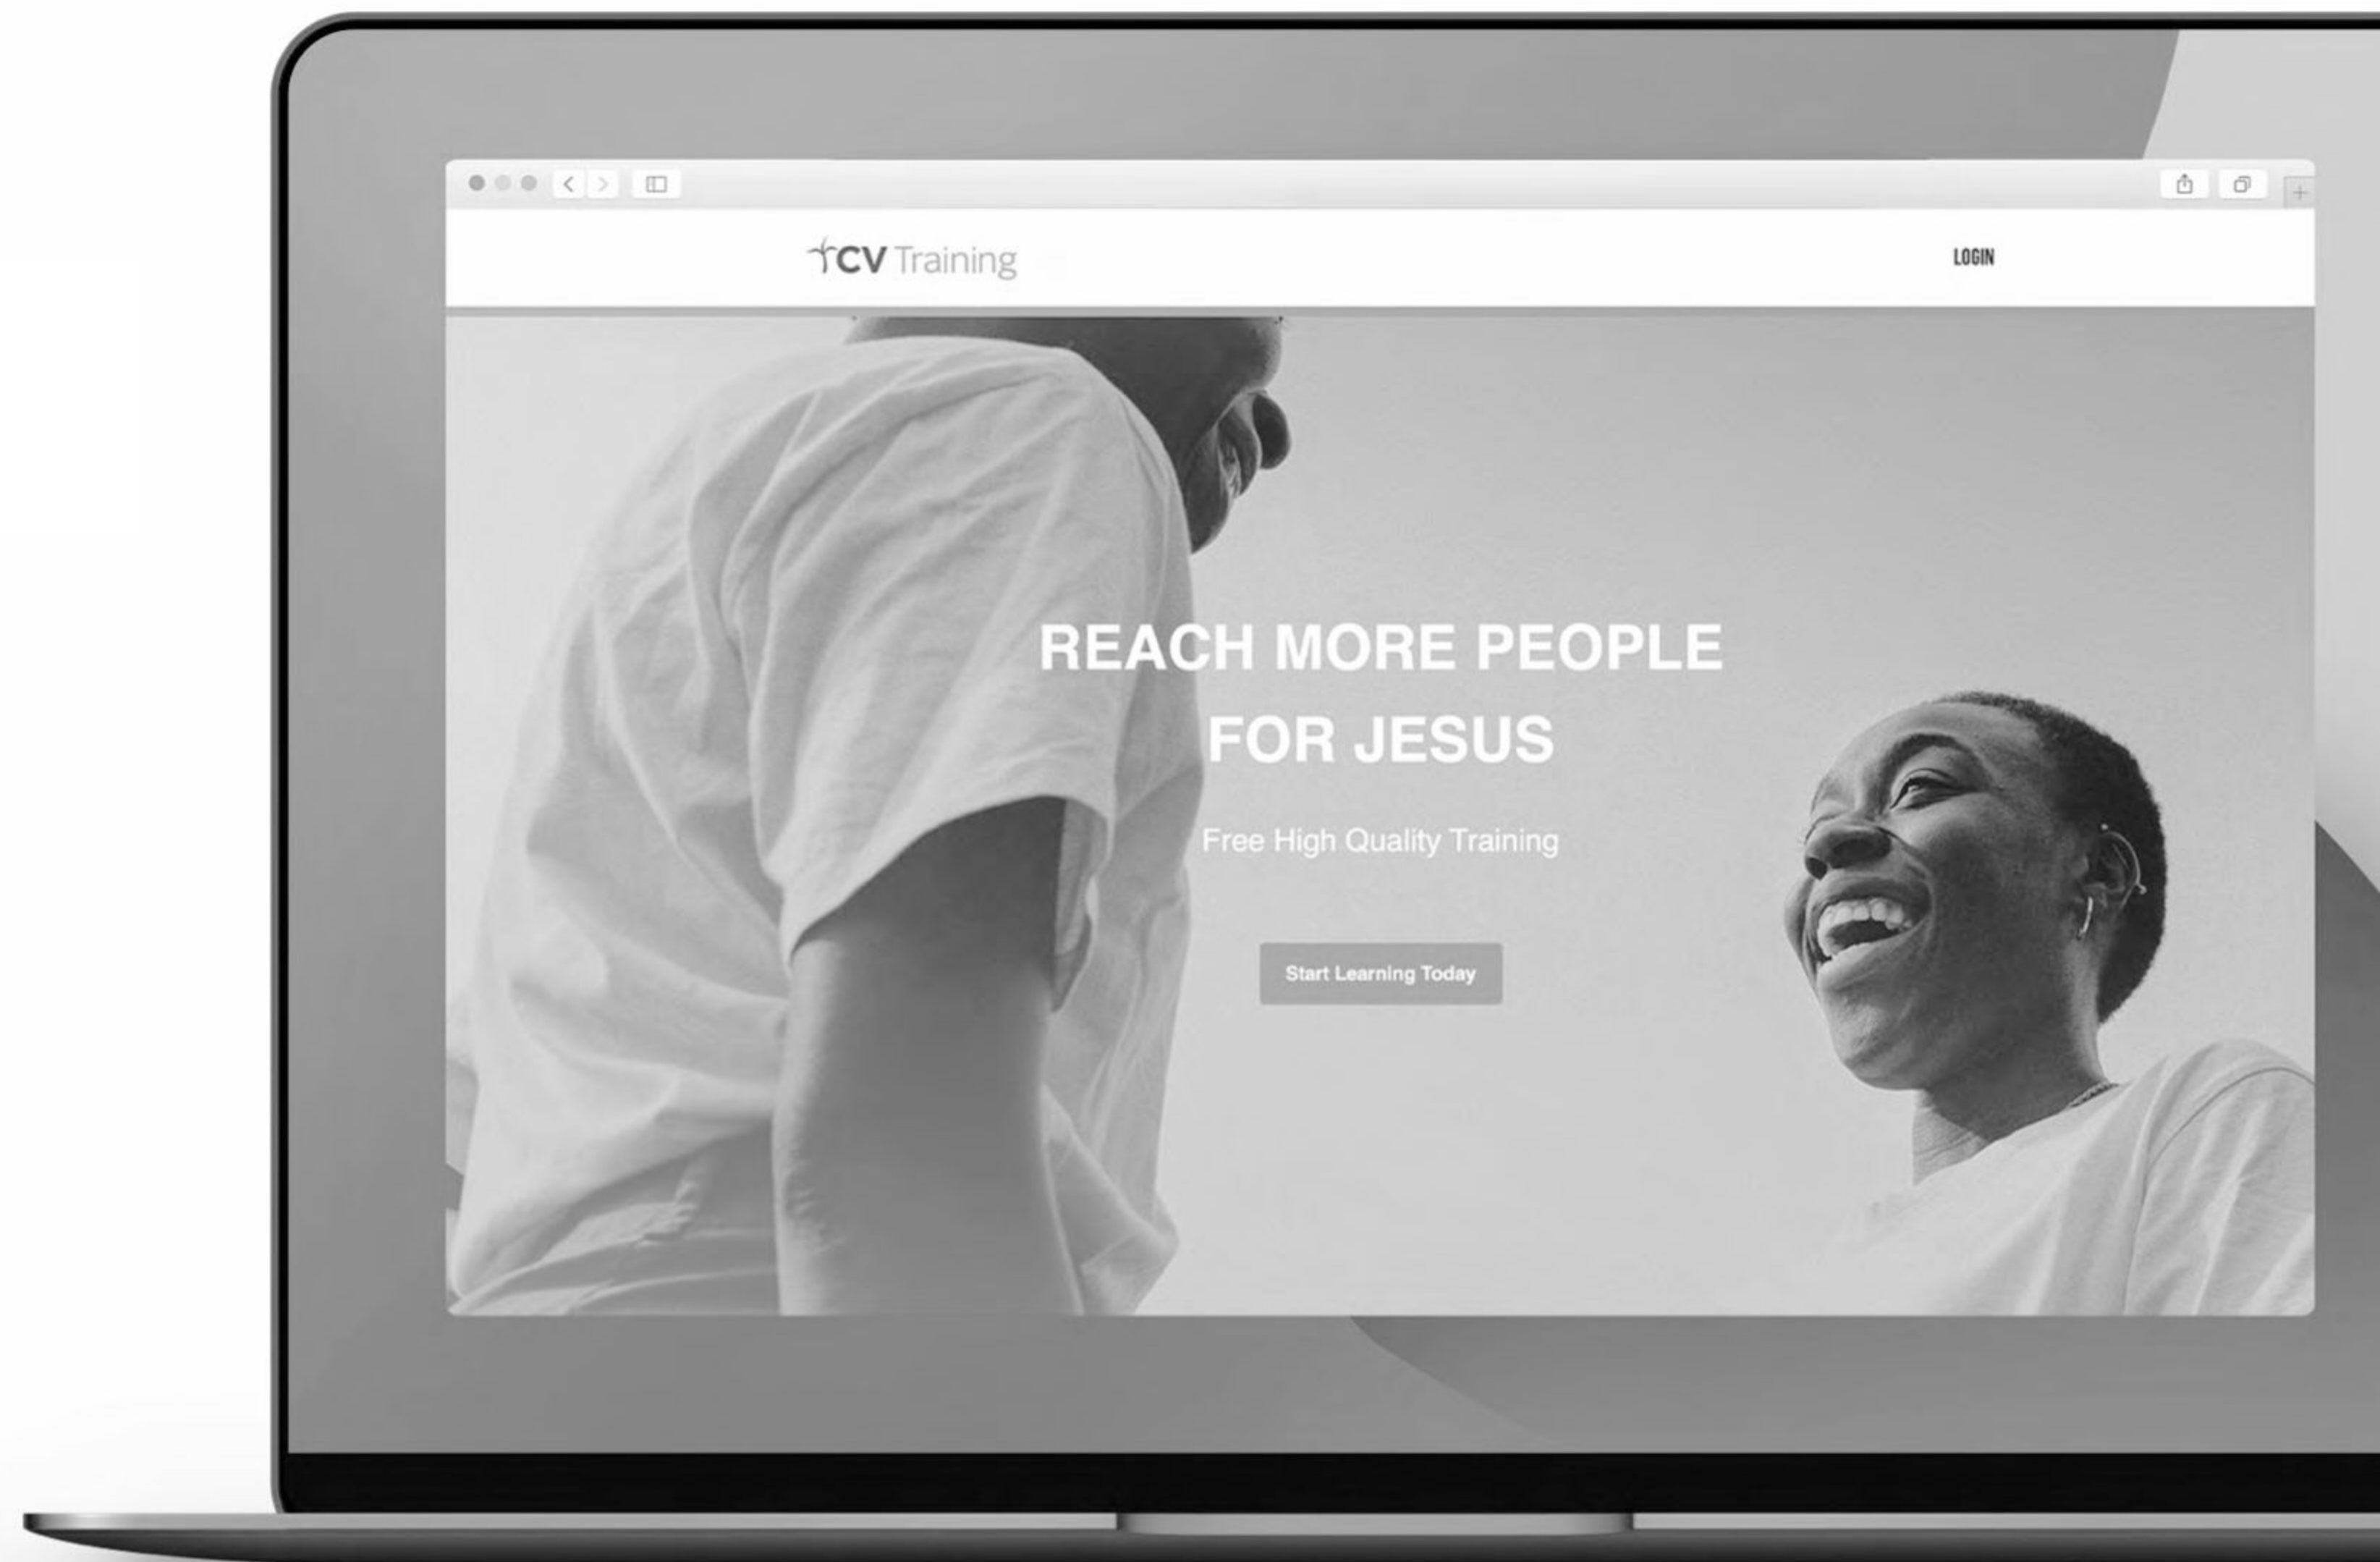 CV Training
LOGIN
REACH MORE PEOPLE
FOR JESUS
Free High Quality Training
Start Learning Today